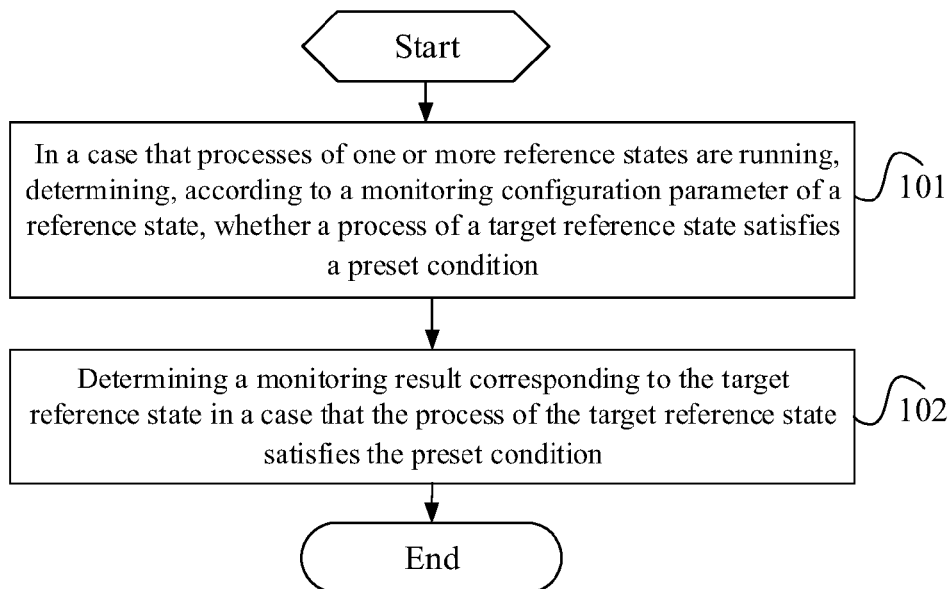 Start
In a case that processes of one or more reference states are running,
determining, according to a monitoring configuration parameter of a
reference state, whether a process of a target reference state satisfies
a preset condition
101
Determining a monitoring result corresponding to the target
reference state in a case that the process of the target reference state
satisfies the preset condition
102
End